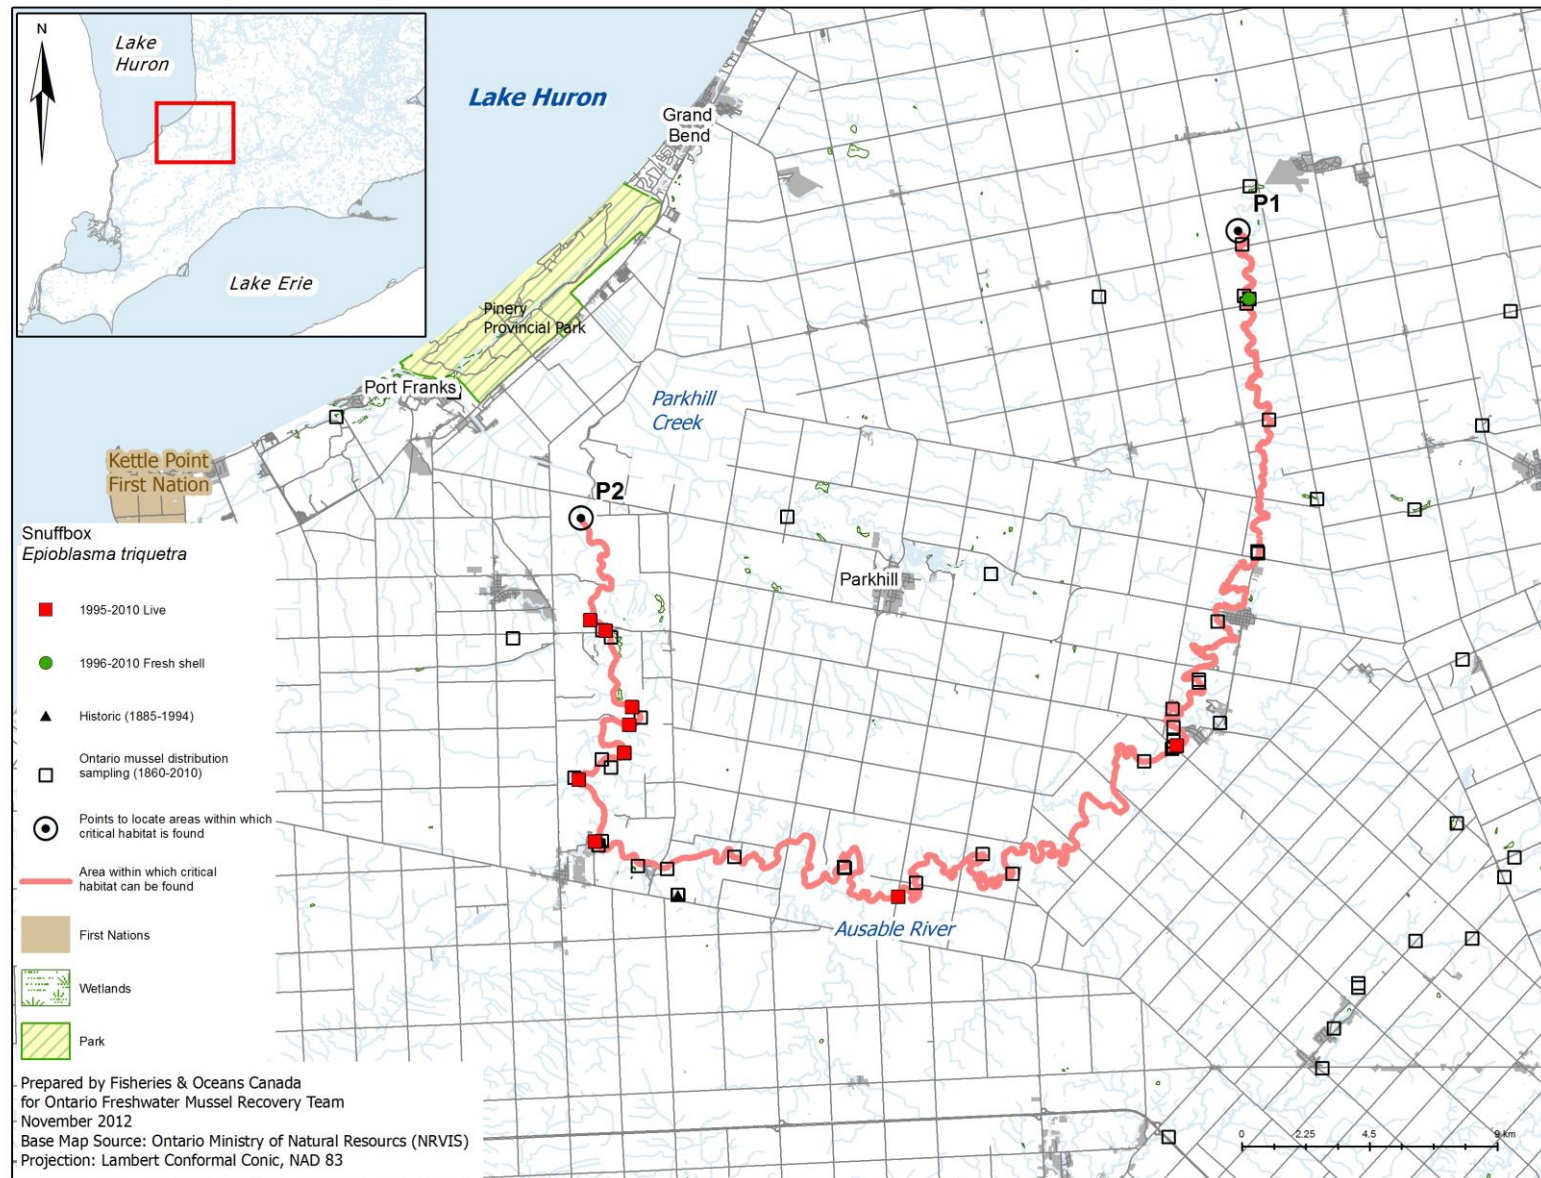 N
Lake
Huron
Lake Erie
Lake Huron
Grand
Bend
P1
Pinery
Provincial Park
Port Franks
Parkhill
Creek
Kettle Point
First Nation
P2
Parkhill
Ausable River
Snuffbox
Epioblasma triquetra
1995-2010 Live
1996-2010 Fresh shell
Historic (1885-1994)
Ontario mussel distribution
sampling (1860-2010)
Points to locate areas within which
critical habitat is found
Area within which critical
habitat can be found
First Nations
Wetlands
Park
Prepared by Fisheries & Oceans Canada
for Ontario Freshwater Mussel Recovery Team
November 2012
Base Map Source: Ontario Ministry of Natural Resourcs (NRVIS)
Projection: Lambert Conformal Conic, NAD 83
0 2.25 4.5 9 km